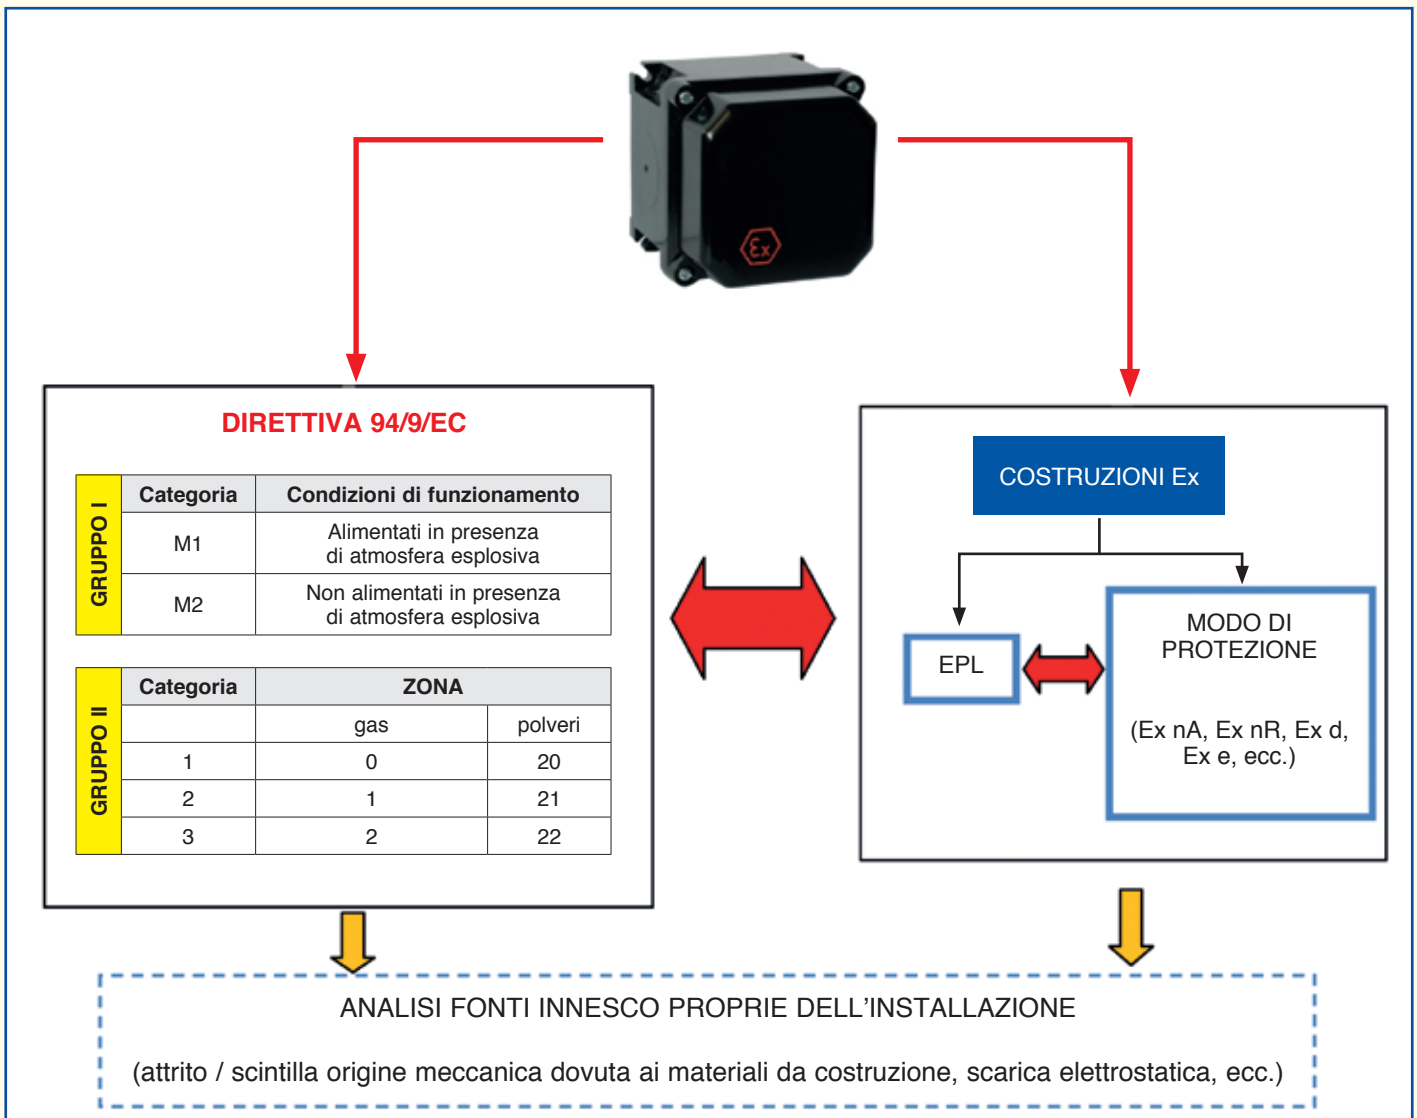 Ex
DIRETTIVA 94/9/EC
GRUPPO I
Categoria Condizioni di funzionamento
M1 Alimentati in presenza
di atmosfera esplosiva
M2 Non alimentati in presenza
di atmosfera esplosiva
GRUPPO II
Categoria ZONA
gas polveri
1 0 20
2 1 21
3 2 22
COSTRUZIONI Ex
EPL
MODO DI
PROTEZIONE
(Ex nA, Ex nR, Ex d,
Ex e, ecc.)
ANALISI FONTI INNESCO PROPRIE DELL'INSTALLAZIONE
(attrito / scintilla origine meccanica dovuta ai materiali da costruzione, scarica elettrostatica, ecc.)